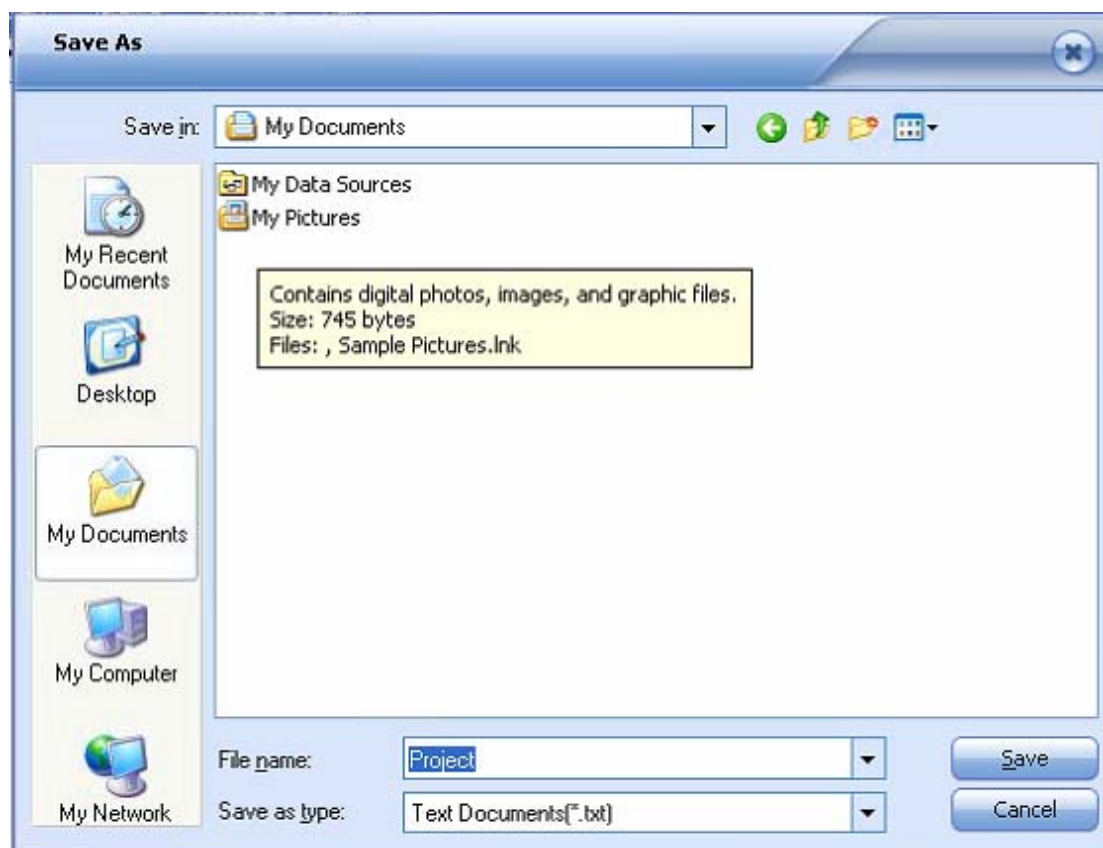 Save As
Save in:
My Documents
My Data Sources
My Pictures
Contains digital photos, images, and graphic files.
Size: 745 bytes
Files: , Sample Pictures.lnk
My Recent
Documents
Desktop
My Documents
My Computer
My Network
File name:
Project
Save
Save as type:
Text Documents(*.txt)
Cancel